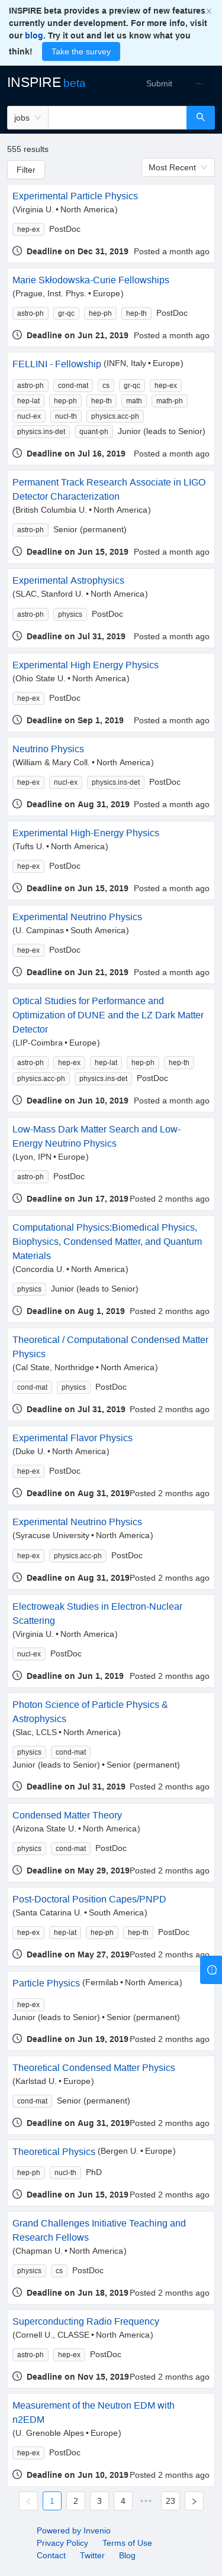 INSPIRE beta provides a preview of new features
currently under development. For more info, visit
our blog. Try it out and let us know what you
think! Take the survey
×
INSPIRE beta Submit ...
jobs
555 results
Filter Most Recent
Experimental Particle Physics
(Virginia U. • North America)
hep-ex PostDoc
Deadline on Dec 31, 2019 Posted a month ago
Marie Skłodowska-Curie Fellowships
(Prague, Inst. Phys. • Europe)
astro-ph gr-qc hep-ph hep-th PostDoc
Deadline on Jun 21, 2019 Posted a month ago
FELLINI - Fellowship (INFN, Italy • Europe)
astro-ph cond-mat cs gr-qc hep-ex
hep-lat hep-ph hep-th math math-ph
nucl-ex nucl-th physics.acc-ph
physics.ins-det quant-ph Junior (leads to Senior)
Deadline on Jul 16, 2019 Posted a month ago
Permanent Track Research Associate in LIGO
Detector Characterization
(British Columbia U. • North America)
astro-ph Senior (permanent)
Deadline on Jun 15, 2019 Posted a month ago
Experimental Astrophysics
(SLAC, Stanford U. • North America)
astro-ph physics PostDoc
Deadline on Jul 31, 2019 Posted a month ago
Experimental High Energy Physics
(Ohio State U. • North America)
hep-ex PostDoc
Deadline on Sep 1, 2019 Posted a month ago
Neutrino Physics
(William & Mary Coll. • North America)
hep-ex nucl-ex physics.ins-det PostDoc
Deadline on Aug 31, 2019 Posted a month ago
Experimental High-Energy Physics
(Tufts U. • North America)
hep-ex PostDoc
Deadline on Jun 15, 2019 Posted a month ago
Experimental Neutrino Physics
(U. Campinas • South America)
hep-ex PostDoc
Deadline on Jun 21, 2019 Posted a month ago
Optical Studies for Performance and
Optimization of DUNE and the LZ Dark Matter
Detector
(LIP-Coimbra • Europe)
astro-ph hep-ex hep-lat hep-ph hep-th
physics.acc-ph physics.ins-det PostDoc
Deadline on Jun 10, 2019 Posted a month ago
Low-Mass Dark Matter Search and Low-
Energy Neutrino Physics
(Lyon, IPN • Europe)
astro-ph PostDoc
Deadline on Jun 17, 2019 Posted 2 months ago
Computational Physics:Biomedical Physics,
Biophysics, Condensed Matter, and Quantum
Materials
(Concordia U. • North America)
physics Junior (leads to Senior)
Deadline on Aug 1, 2019 Posted 2 months ago
Theoretical / Computational Condensed Matter
Physics
(Cal State, Northridge • North America)
cond-mat physics PostDoc
Deadline on Jul 31, 2019 Posted 2 months ago
Experimental Flavor Physics
(Duke U. • North America)
hep-ex PostDoc
Deadline on Aug 31, 2019 Posted 2 months ago
Experimental Neutrino Physics
(Syracuse University • North America)
hep-ex physics.acc-ph PostDoc
Deadline on Aug 31, 2019 Posted 2 months ago
Electroweak Studies in Electron-Nuclear
Scattering
(Virginia U. • North America)
nucl-ex PostDoc
Deadline on Jun 1, 2019 Posted 2 months ago
Photon Science of Particle Physics &
Astrophysics
(Slac, LCLS • North America)
physics cond-mat
Junior (leads to Senior) • Senior (permanent)
Deadline on Jul 31, 2019 Posted 2 months ago
Condensed Matter Theory
(Arizona State U. • North America)
physics cond-mat PostDoc
Deadline on May 29, 2019 Posted 2 months ago
Post-Doctoral Position Capes/PNPD
(Santa Catarina U. • South America)
hep-ex hep-lat hep-ph hep-th PostDoc
Deadline on May 27, 2019 Posted 2 months ago
Particle Physics (Fermilab • North America)
hep-ex
Junior (leads to Senior) • Senior (permanent)
Deadline on Jun 19, 2019 Posted 2 months ago
Theoretical Condensed Matter Physics
(Karlstad U. • Europe)
cond-mat Senior (permanent)
Deadline on Aug 31, 2019 Posted 2 months ago
Theoretical Physics (Bergen U. • Europe)
hep-ph nucl-th PhD
Deadline on Jun 15, 2019 Posted 2 months ago
Grand Challenges Initiative Teaching and
Research Fellows
(Chapman U. • North America)
physics cs PostDoc
Deadline on Jun 18, 2019 Posted 2 months ago
Superconducting Radio Frequency
(Cornell U., CLASSE • North America)
astro-ph hep-ex PostDoc
Deadline on Nov 15, 2019 Posted 2 months ago
Measurement of the Neutron EDM with
n2EDM
(U. Grenoble Alpes • Europe)
hep-ex PostDoc
Deadline on Jun 10, 2019 Posted 2 months ago
< 1 2 3 4 ••• 23 >
Powered by Invenio
Privacy Policy Terms of Use
Contact Twitter Blog